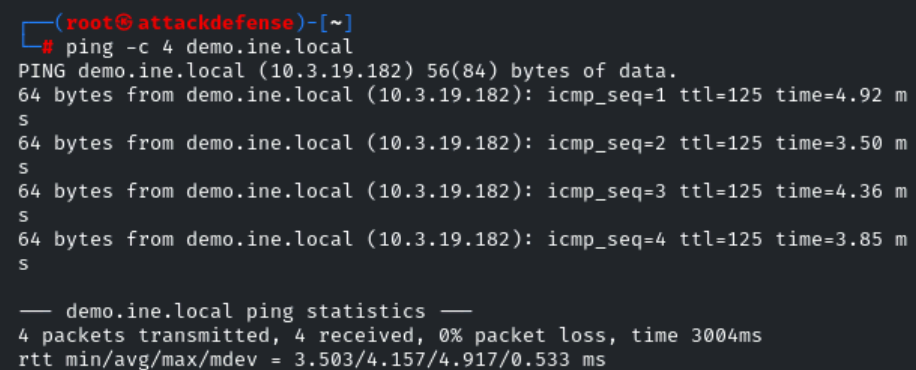 ┌──(root㉿attackdefense)-[~]
└─# ping -c 4 demo.ine.local
PING demo.ine.local (10.3.19.182) 56(84) bytes of data.
64 bytes from demo.ine.local (10.3.19.182): icmp_seq=1 ttl=125 time=4.92 m
s
64 bytes from demo.ine.local (10.3.19.182): icmp_seq=2 ttl=125 time=3.50 m
s
64 bytes from demo.ine.local (10.3.19.182): icmp_seq=3 ttl=125 time=4.36 m
s
64 bytes from demo.ine.local (10.3.19.182): icmp_seq=4 ttl=125 time=3.85 m
s
--- demo.ine.local ping statistics ---
4 packets transmitted, 4 received, 0% packet loss, time 3004ms
rtt min/avg/max/mdev = 3.503/4.157/4.917/0.533 ms